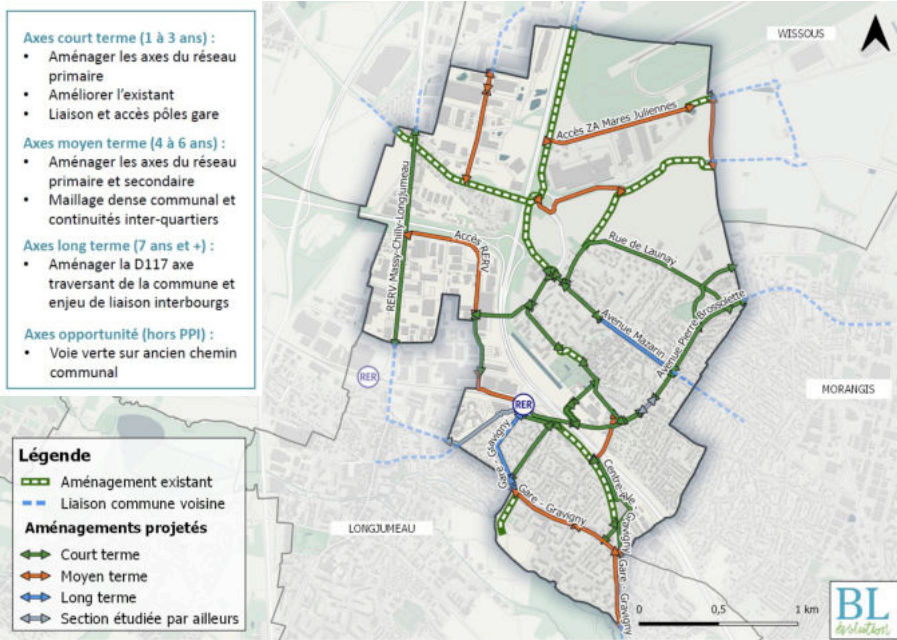 Axes court terme (1 à 3 ans) :
• Aménager les axes du réseau
primaire
• Améliorer l'existant
• Liaison et accès pôles gare
Axes moyen terme (4 à 6 ans) :
• Aménager les axes du réseau
primaire et secondaire
• Maillage dense communal et
continuités inter-quartiers
Axes long terme (7 ans et +) :
• Aménager la D117 axe
traversant de la commune et
enjeu de liaison interbourgs
Axes opportunité (hors PPI) :
• Voie verte sur ancien chemin
communal
WISSOUS
Accès ZA Mares Juliennes
RERV Massy-Chilly-Longjumeau
Accès RERV
Rue de Launay
Avenue Mazarin
Avenue Pierre Brossolette
RER
RER
MORANGIS
Gare - Gravigny
Gare - Gravigny
Centre
Gravigny
Gare - Gravigny
LONGJUMEAU
Légende
Aménagement existant
Liaison commune voisine
Aménagements projetés
Court terme
Moyen terme
Long terme
Section étudiée par ailleurs
0 0,5 1 km
BL
évolution